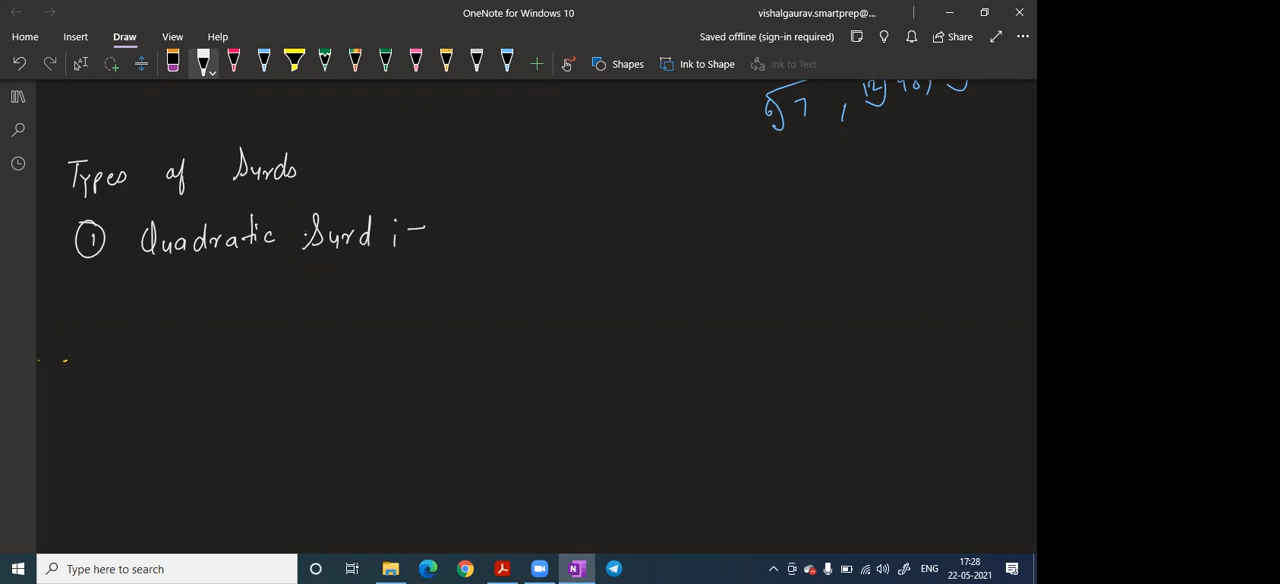 OneNote for Windows 10
vishalgaurav.smartprep@...
Home Insert Draw View Help
Saved offline (sign-in required) Share
Shapes Ink to Shape Ink to Text
6√7 ,
Types of Surds
① Quadratic Surd :-
Type here to search
ENG
17:28
22-05-2021